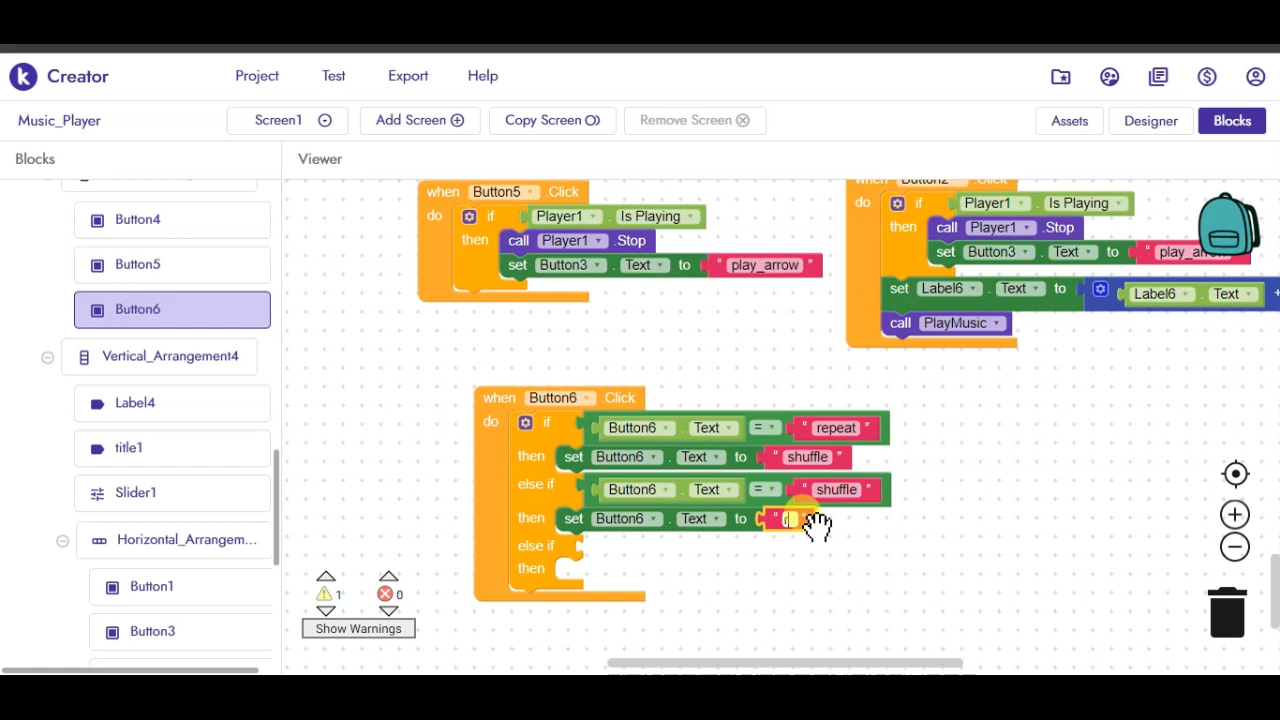 Creator Project Test Export Help
Music_Player Screen1 Add Screen Copy Screen Remove Screen Assets Designer Blocks
Blocks Viewer
Button4
Button5
Button6
Vertical_Arrangement4
Label4
title1
Slider1
Horizontal_Arrangem...
Button1
Button3
when Button5 .Click
do if Player1 . Is Playing
then call Player1 .Stop
set Button3 . Text to " play_arrow "
when Button2 .Click
do if Player1 . Is Playing
then call Player1 .Stop
set Button3 . Text to
set Label6 . Text to Label6 . Text
call PlayMusic
when Button6 .Click
do if Button6 . Text = " repeat "
then set Button6 . Text to " shuffle "
else if Button6 . Text = " shuffle "
then set Button6 . Text to "
else if
then
1 0
Show Warnings